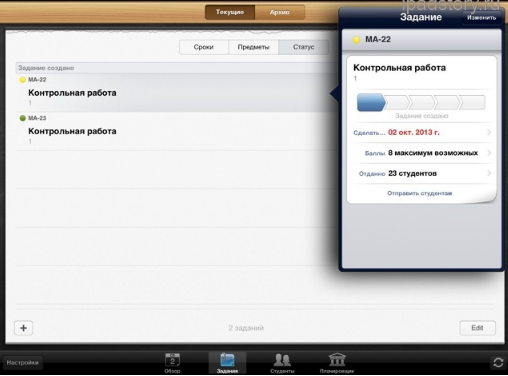 Текущие
Архив
Задание
Изменить
ipadstory.ru
Сроки
Предметы
Статус
Задание создано
MA-22
Контрольная работа
1
MA-23
Контрольная работа
1
MA-22
Контрольная работа
1
Задание создано
Сделать... 02 окт. 2013 г.
Баллы 8 максимум возможных
Отданно 23 студентов
Отправить студентам
+
2 заданий
Edit
Настройки
2
Обзор
Задания
Студенты
Планировщик